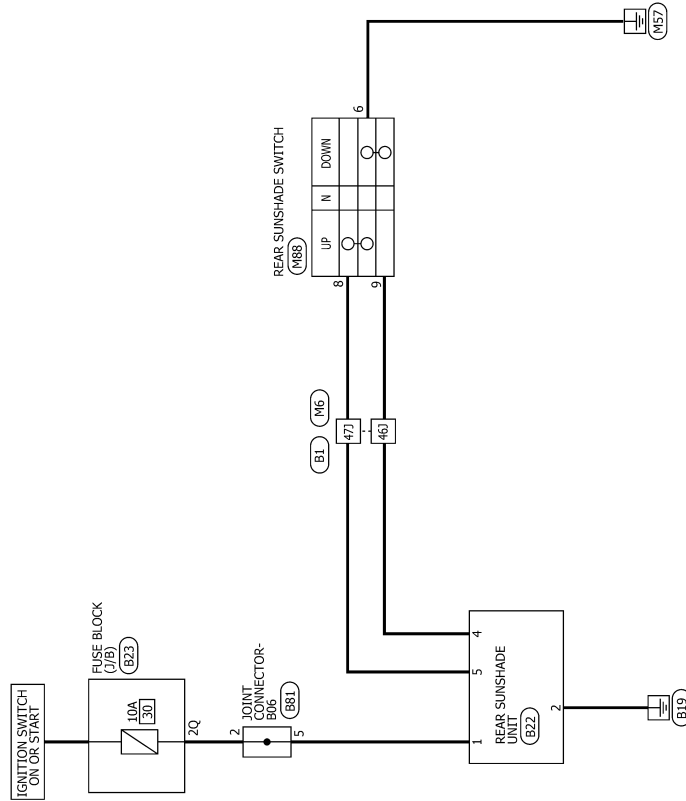 IGNITION SWITCH
ON OR START
FUSE BLOCK
(J/B)
B23
10A
30
2Q
2
JOINT
CONNECTOR-
B06
B81
5
1
5
4
REAR SUNSHADE
UNIT
B22
2
B19
B1
M6
47J
46J
8
9
REAR SUNSHADE SWITCH
M88
UP
N
DOWN
6
M57